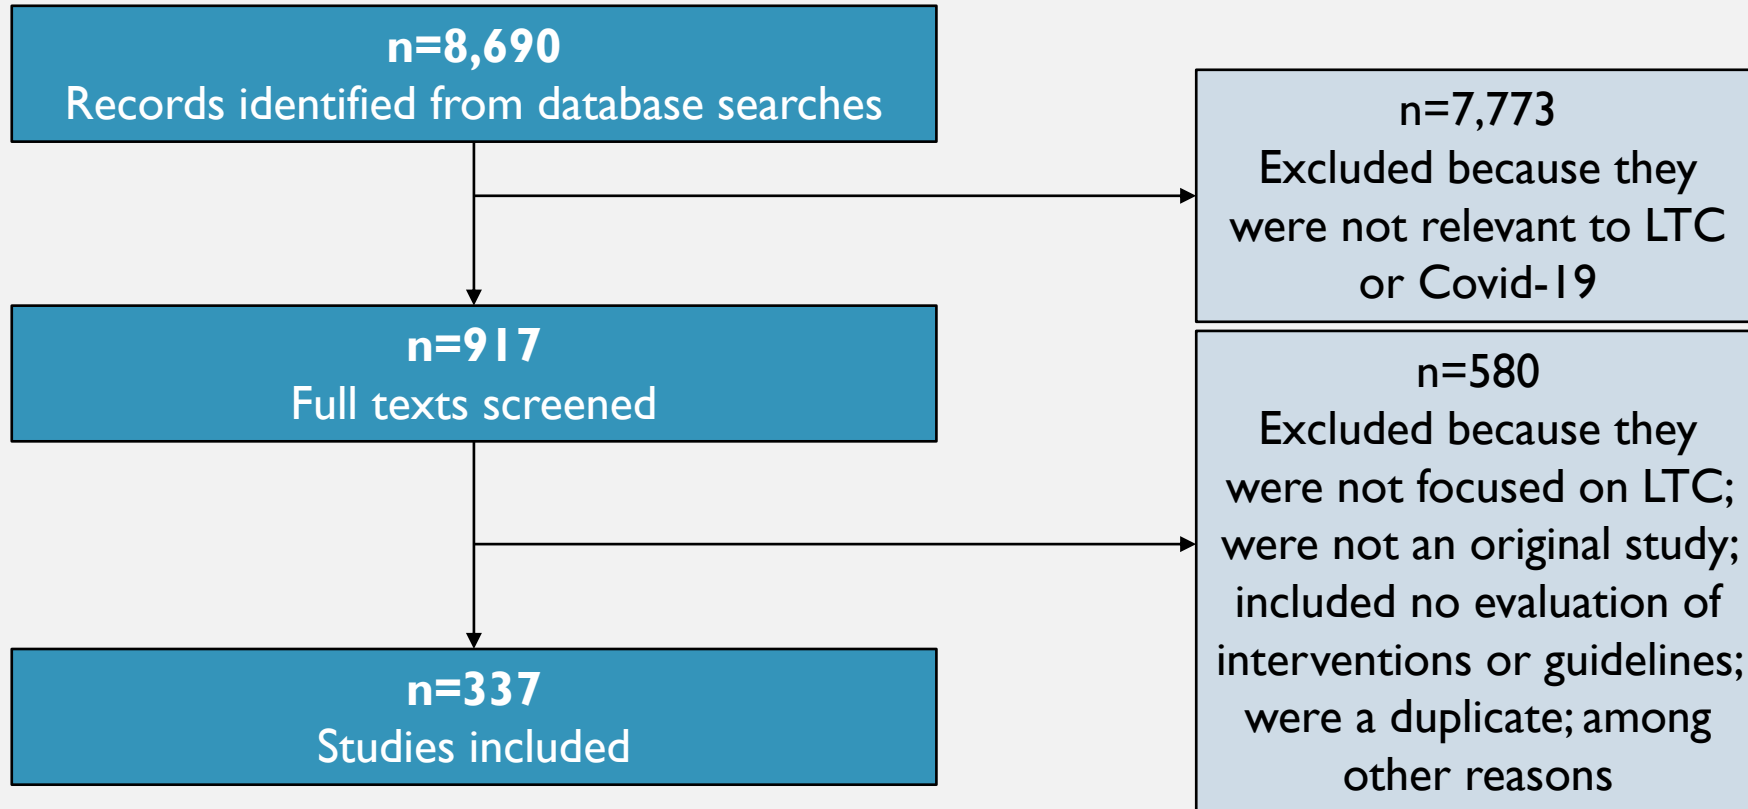 n=8,690
Records identified from database searches
n=7,773
Excluded because they
were not relevant to LTC
or Covid-19
n=917
Full texts screened
n=580
Excluded because they
were not focused on LTC;
were not an original study;
included no evaluation of
interventions or guidelines;
were a duplicate; among
other reasons
n=337
Studies included